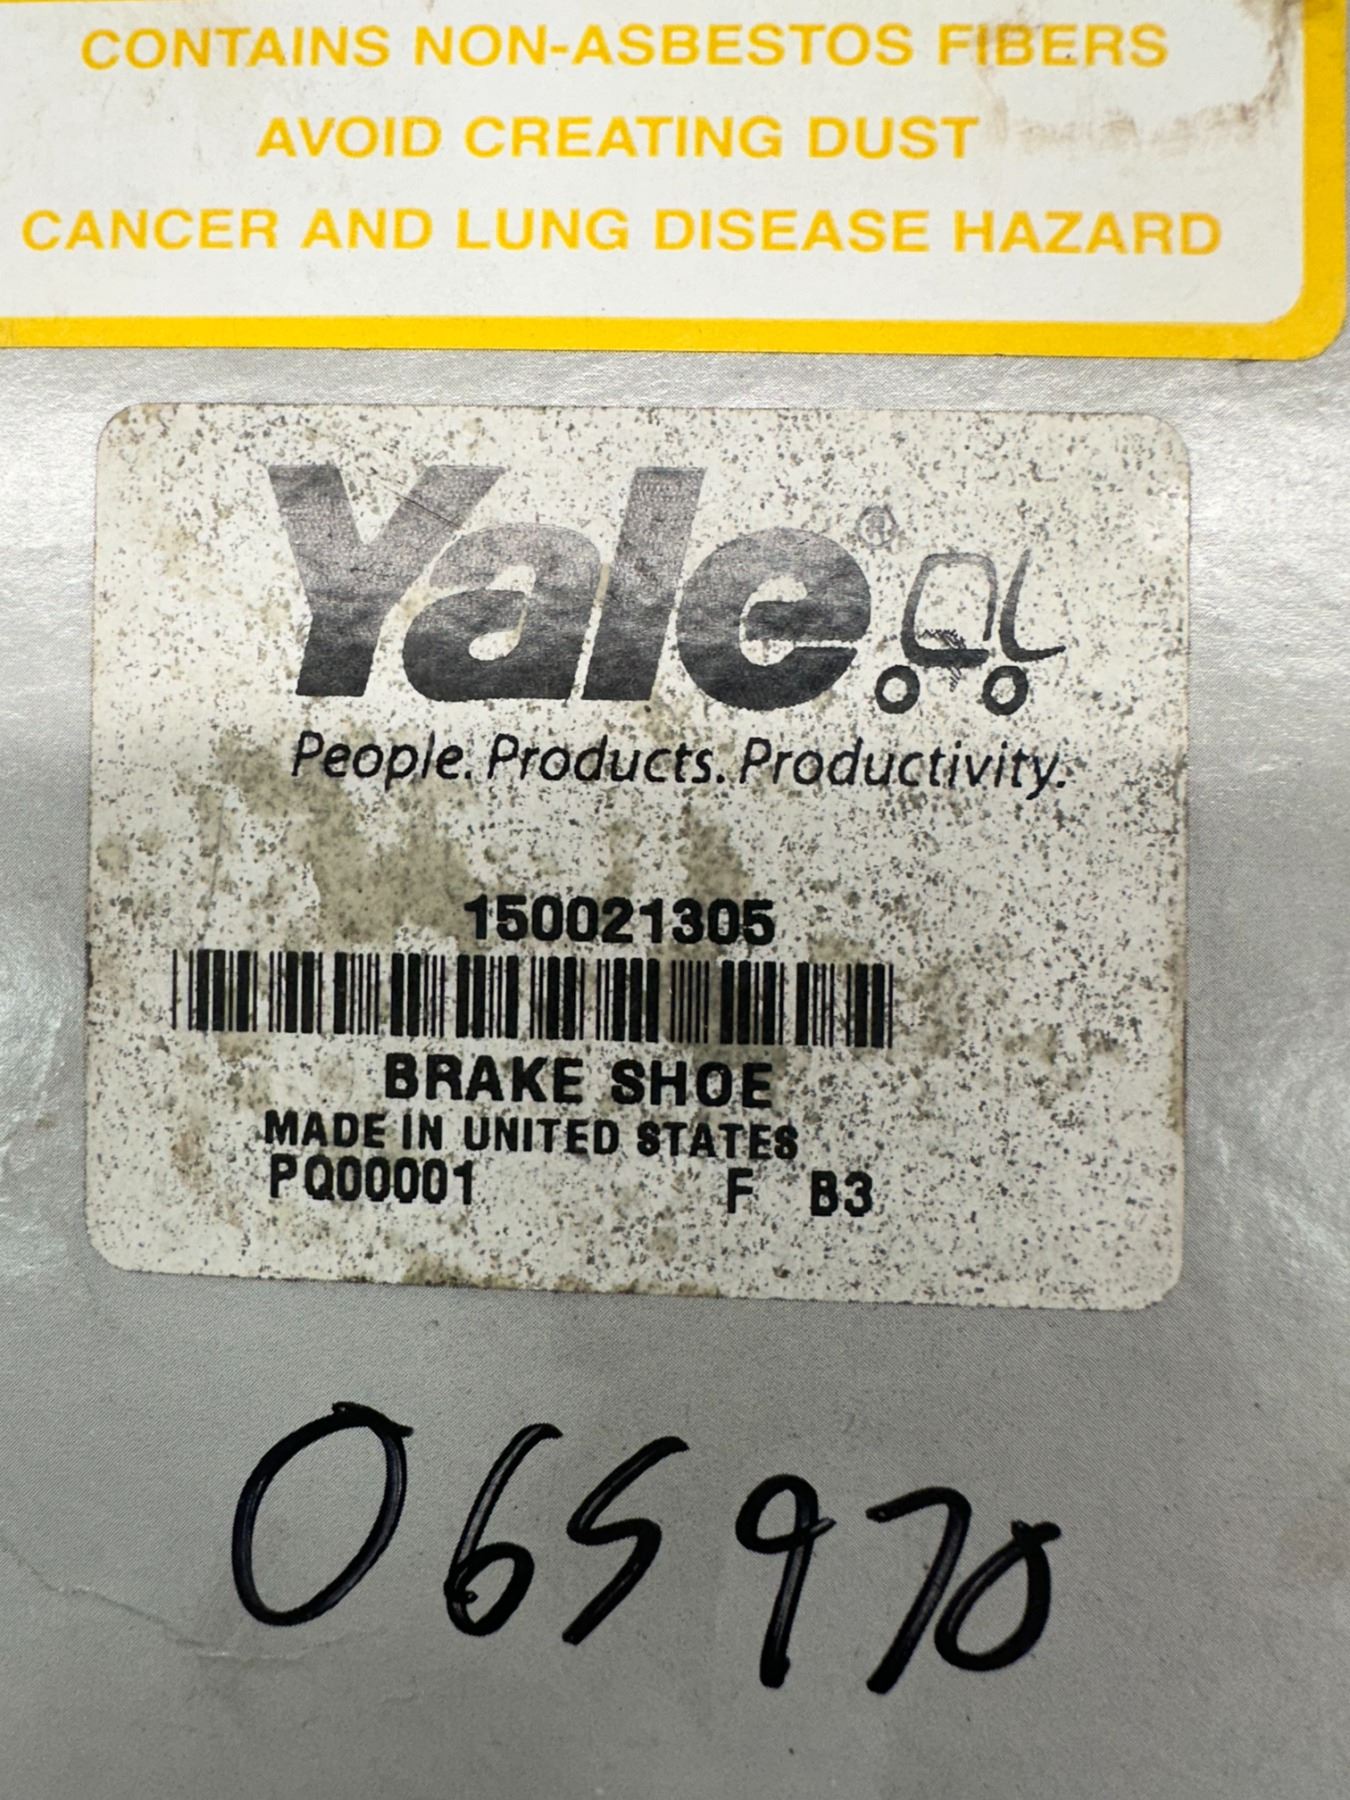 CONTAINS NON-ASBESTOS FIBERS
AVOID CREATING DUST
CANCER AND LUNG DISEASE HAZARD
Yale®
People. Products. Productivity.
150021305
BRAKE SHOE
MADE IN UNITED STATES
PQ00001 F B3
065970